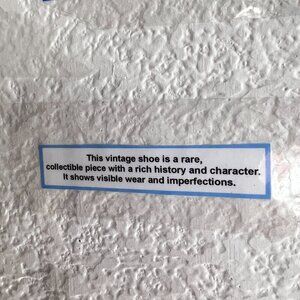 This vintage shoe is a rare,
collectible piece with a rich history and character.
It shows visible wear and imperfections.